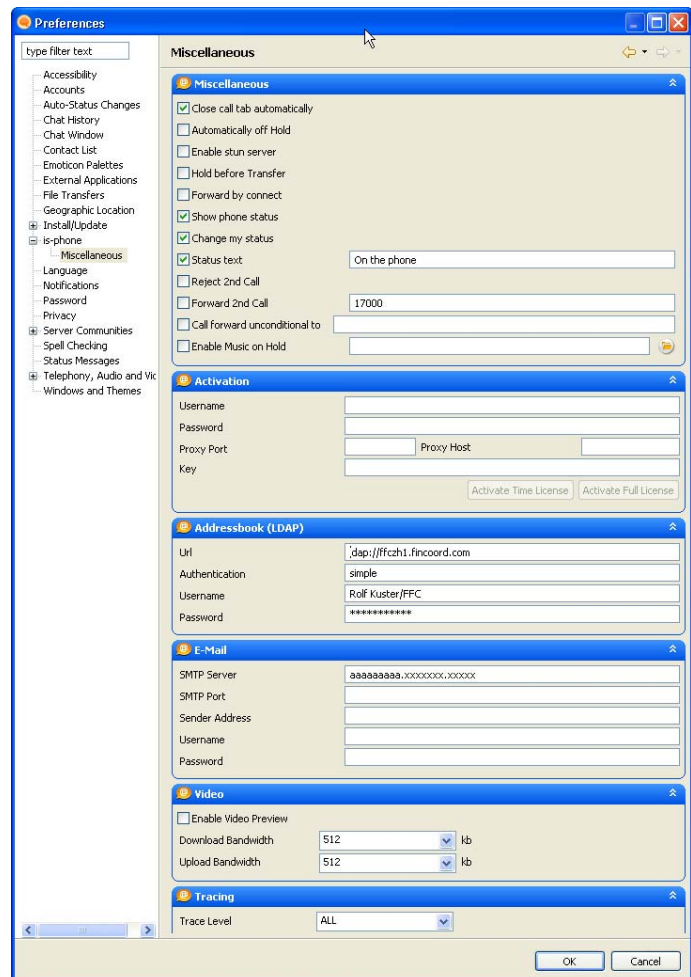 Preferences
type filter text
Accessibility
Accounts
Auto-Status Changes
Chat History
Chat Window
Contact List
Emoticon Palettes
External Applications
File Transfers
Geographic Location
Install/Update
is-phone
Miscellaneous
Language
Notifications
Password
Privacy
Server Communities
Spell Checking
Status Messages
Telephony, Audio and Vic
Windows and Themes
Miscellaneous
Miscellaneous
Close call tab automatically
Automatically off Hold
Enable stun server
Hold before Transfer
Forward by connect
Show phone status
Change my status
Status text On the phone
Reject 2nd Call
Forward 2nd Call 17000
Call forward unconditional to
Enable Music on Hold
Activation
Username
Password
Proxy Port Proxy Host
Key
Activate Time License Activate Full License
Addressbook (LDAP)
Url dap://ffczh1.fincoord.com
Authentication simple
Username Rolf Kuster/FFC
Password ***********
E-Mail
SMTP Server aaaaaaaaa.xxxxxxx.xxxxx
SMTP Port
Sender Address
Username
Password
Video
Enable Video Preview
Download Bandwidth 512 kb
Upload Bandwidth 512 kb
Tracing
Trace Level ALL
OK Cancel